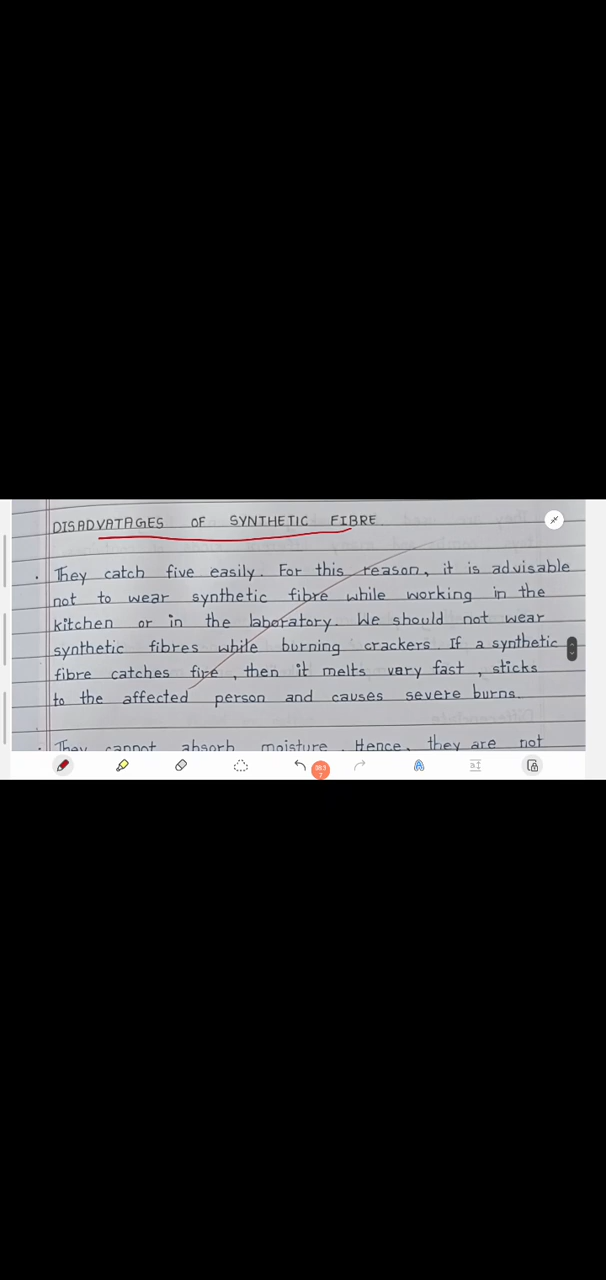 DISADVATAGES OF SYNTHETIC FIBRE
. They catch five easily. For this reason, it is advisable
not to wear synthetic fibre while working in the
kitchen or in the laboratory. We should not wear
synthetic fibres while burning crackers. If a synthetic
fibre catches fire, then it melts vary fast, sticks
to the affected person and causes severe burns.
. They cannot absorb moisture. Hence, they are not